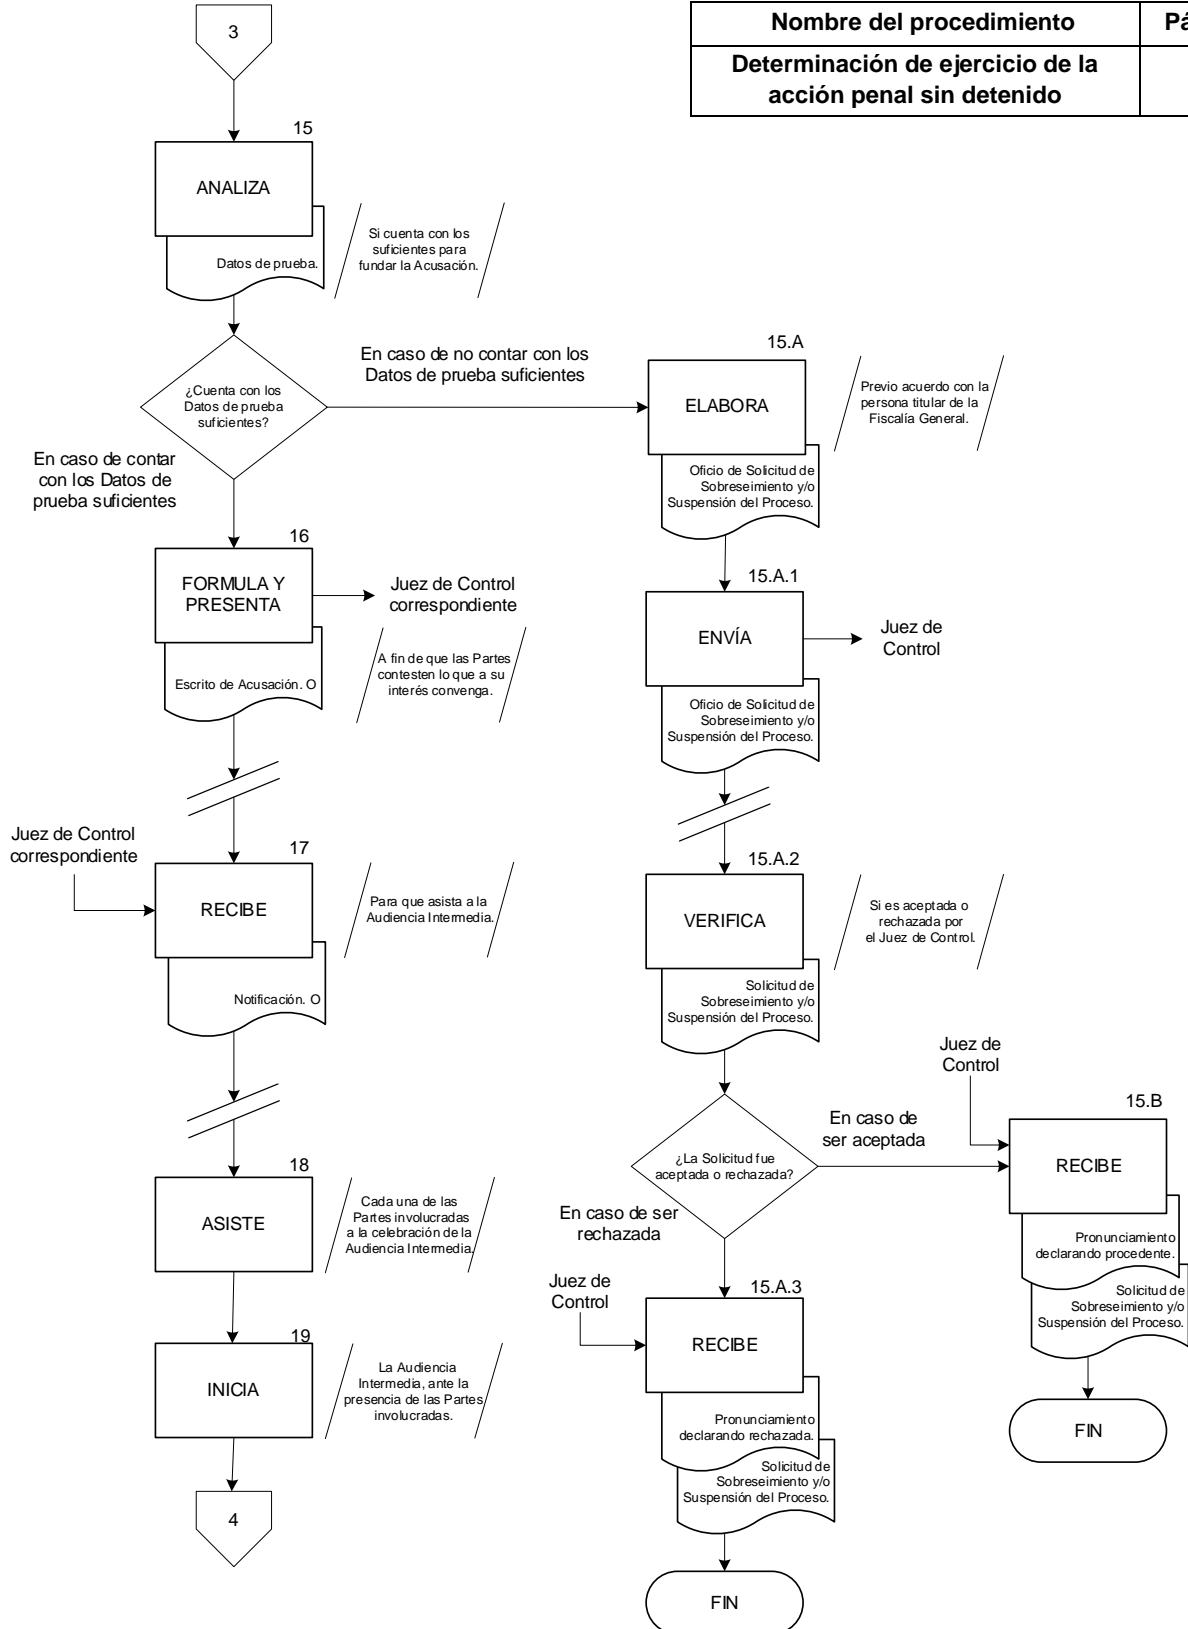 Nombre del procedimiento
Pá
Determinación de ejercicio de la
acción penal sin detenido
3
15
ANALIZA
Datos de prueba.
Si cuenta con los
suficientes para
fundar la Acusación.
¿Cuenta con los
Datos de prueba
suficientes?
En caso de no contar con los
Datos de prueba suficientes
En caso de contar
con los Datos de
prueba suficientes
15.A
ELABORA
Previo acuerdo con la
persona titular de la
Fiscalía General.
Oficio de Solicitud de
Sobreseimiento y/o
Suspensión del Proceso.
16
FORMULA Y
PRESENTA
Juez de Control
correspondiente
Escrito de Acusación. O
A fin de que las Partes
contesten lo que a su
interés convenga.
15.A.1
ENVÍA
Juez de
Control
Oficio de Solicitud de
Sobreseimiento y/o
Suspensión del Proceso.
Juez de Control
correspondiente
17
RECIBE
Para que asista a la
Audiencia Intermedia.
Notificación. O
15.A.2
VERIFICA
Si es aceptada o
rechazada por
el Juez de Control.
Solicitud de
Sobreseimiento y/o
Suspensión del Proceso.
¿La Solicitud fue
aceptada o rechazada?
En caso de
ser aceptada
Juez de
Control
15.B
RECIBE
Pronunciamiento
declarando procedente.
Solicitud de
Sobreseimiento y/o
Suspensión del Proceso.
FIN
18
ASISTE
Cada una de las
Partes involucradas
a la celebración de la
Audiencia Intermedia.
En caso de ser
rechazada
Juez de
Control
15.A.3
RECIBE
Pronunciamiento
declarando rechazada.
Solicitud de
Sobreseimiento y/o
Suspensión del Proceso.
FIN
19
INICIA
La Audiencia
Intermedia, ante la
presencia de las Partes
involucradas.
4